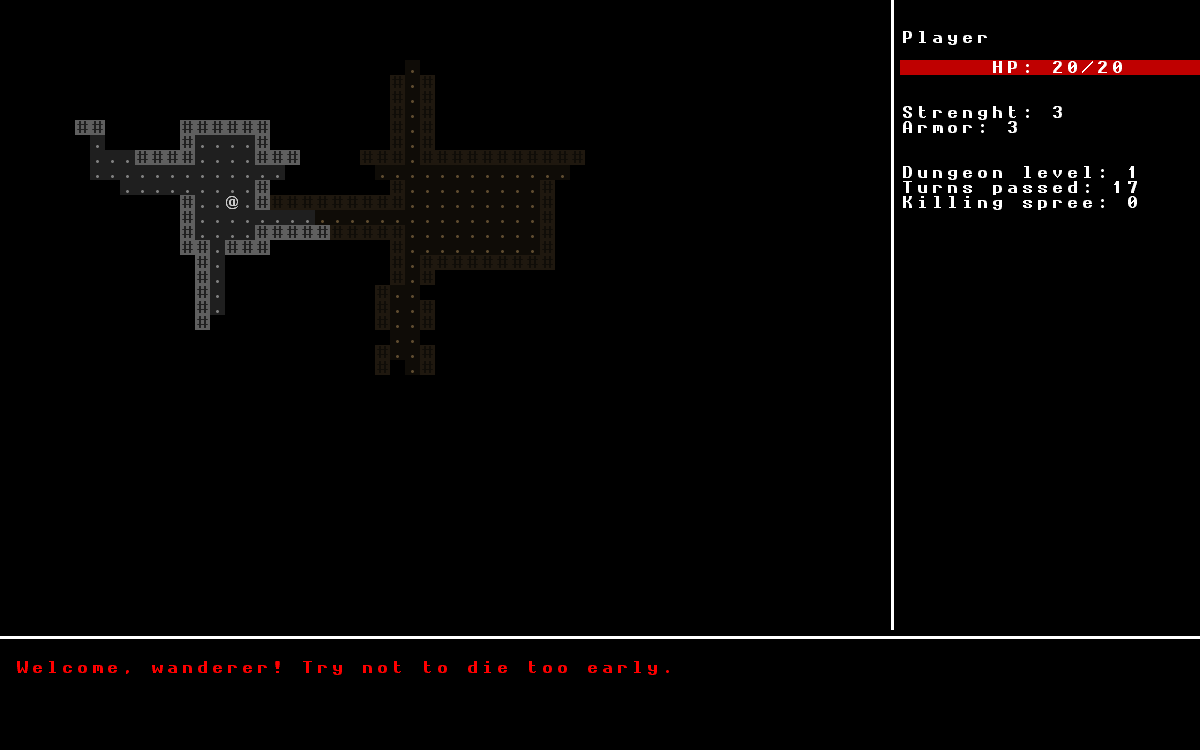 Player
HP: 20/20
Strenght: 3
Armor: 3
Dungeon level: 1
Turns passed: 17
Killing spree: 0
@
Welcome, wanderer! Try not to die too early.